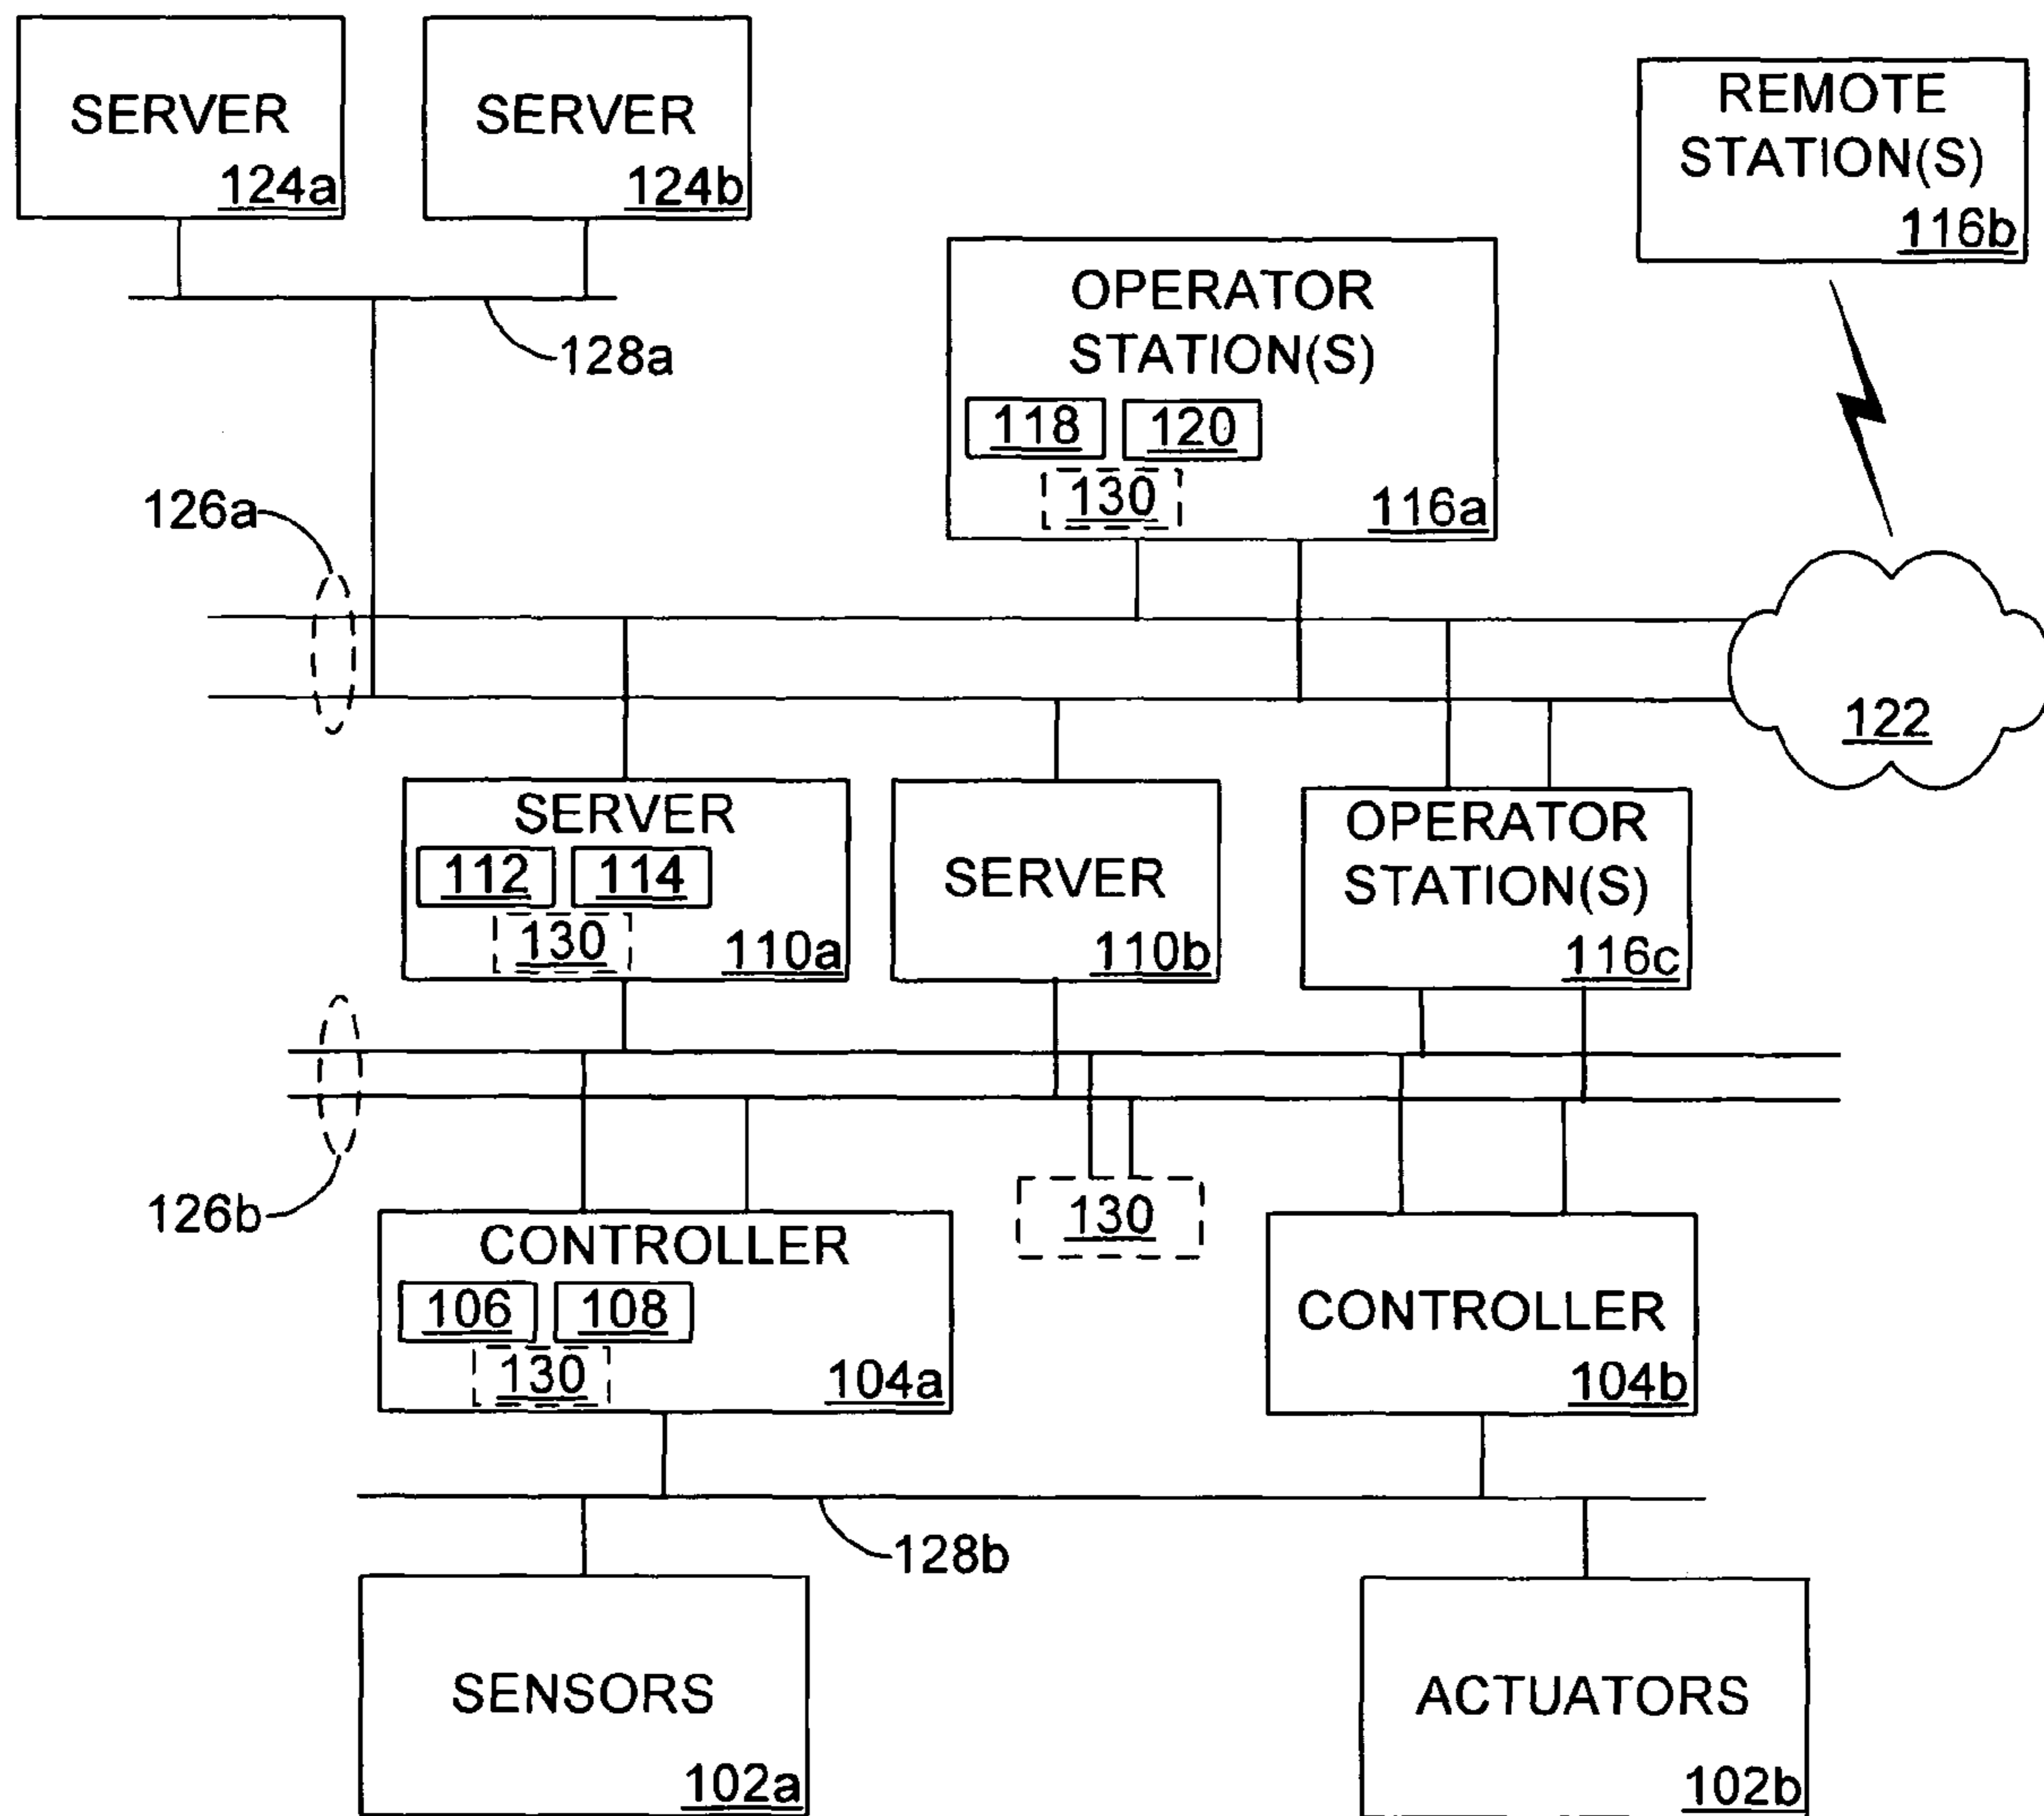 SERVER
124a
SERVER
124b
REMOTE
STATION(S)
116b
128a
OPERATOR
STATION(S)
118
120
130
116a
126a
122
SERVER
112
114
130
110a
SERVER
110b
OPERATOR
STATION(S)
116c
126b
130
CONTROLLER
106
108
130
104a
CONTROLLER
104b
128b
SENSORS
102a
ACTUATORS
102b